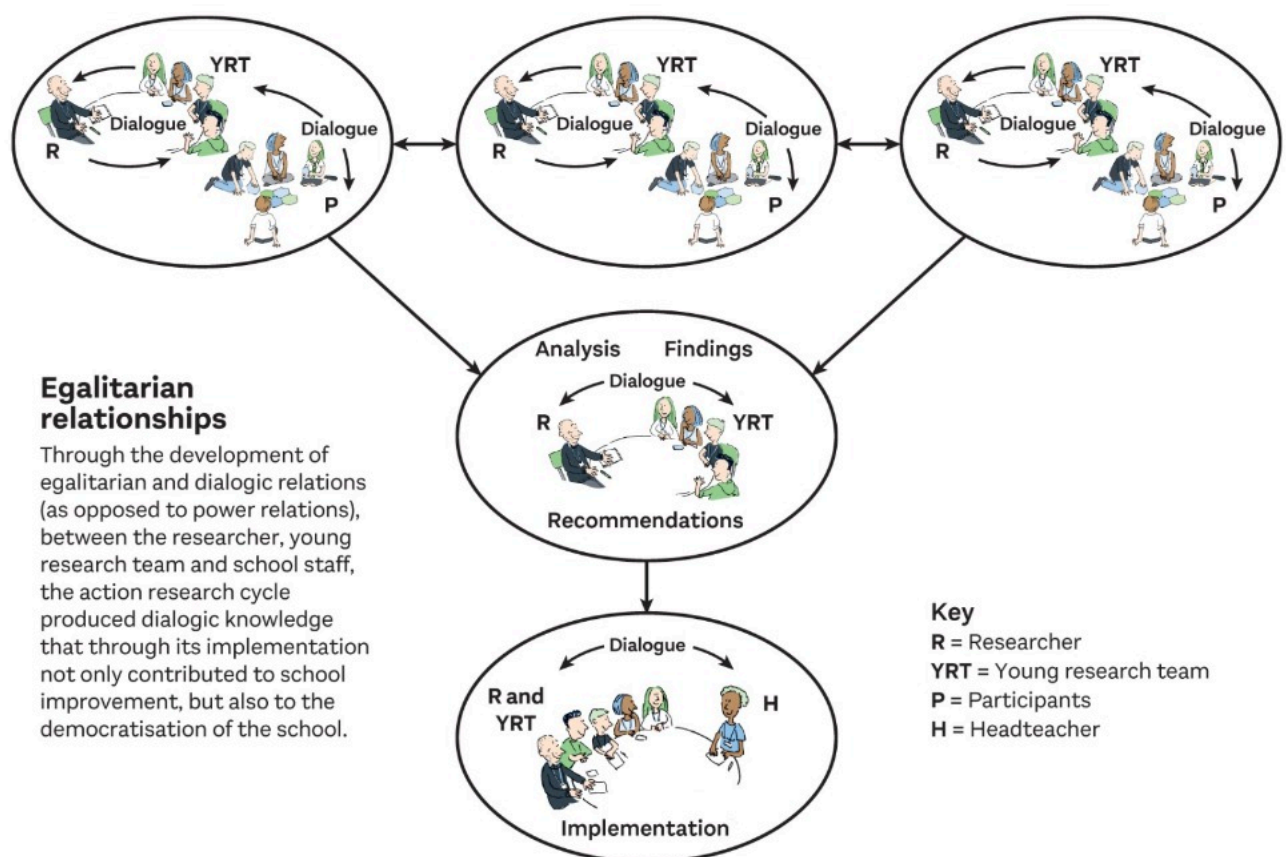 YRT
Dialogue
Dialogue
R
P
YRT
Dialogue
Dialogue
R
P
YRT
Dialogue
Dialogue
R
P
Analysis Findings
Dialogue
R
YRT
Recommendations
Egalitarian
relationships
Through the development of
egalitarian and dialogic relations
(as opposed to power relations),
between the researcher, young
research team and school staff,
the action research cycle
produced dialogic knowledge
that through its implementation
not only contributed to school
improvement, but also to the
democratisation of the school.
Dialogue
R and
YRT
H
Implementation
Key
R = Researcher
YRT = Young research team
P = Participants
H = Headteacher